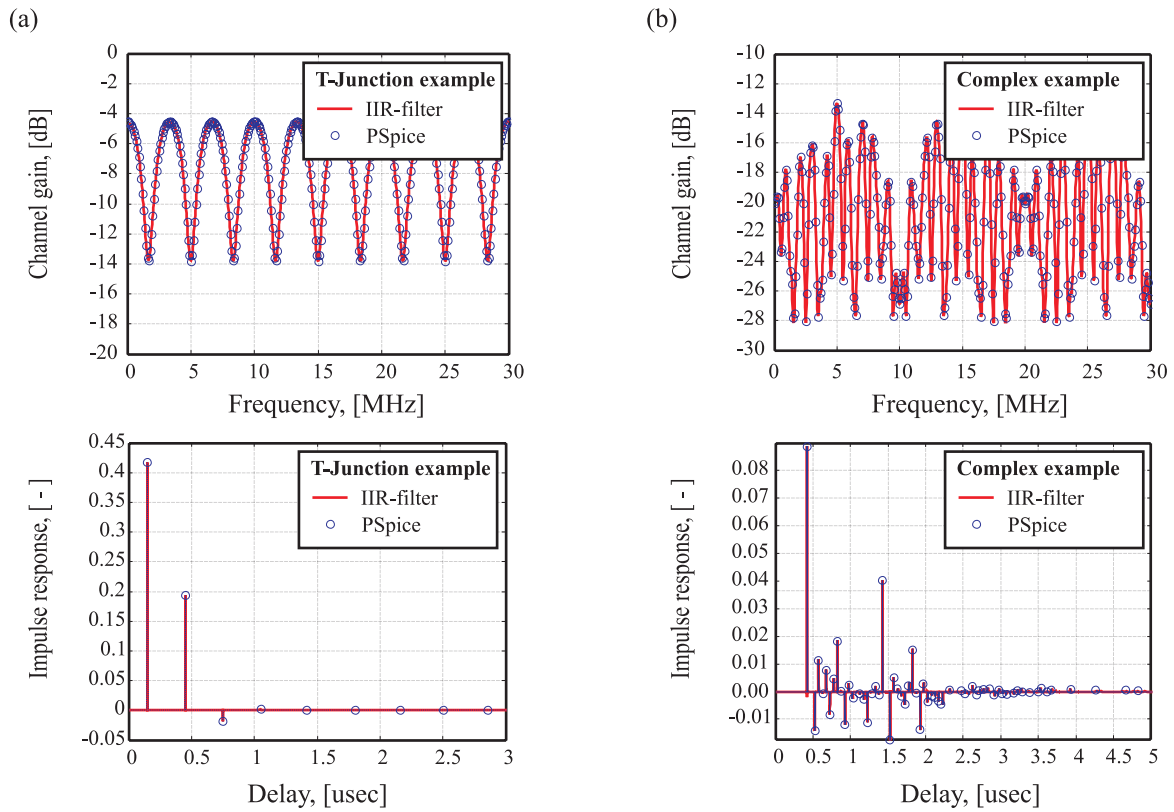 (a)
Channel gain, [dB]
0
-2
-4
-6
-8
-10
-12
-14
-16
-18
-20
T-Junction example
IIR-filter
PSpice
0 5 10 15 20 25 30
Frequency, [MHz]
(b)
Channel gain, [dB]
-10
-12
-14
-16
-18
-20
-22
-24
-26
-28
-30
Complex example
IIR-filter
PSpice
0 5 10 15 20 25 30
Frequency, [MHz]
Impulse response, [ - ]
0.45
0.4
0.35
0.3
0.25
0.2
0.15
0.1
0.05
0
-0.05
T-Junction example
IIR-filter
PSpice
0 0.5 1 1.5 2 2.5 3
Delay, [usec]
Impulse response, [ - ]
0.08
0.06
0.05
0.04
0.02
0.01
0.00
-0.01
Complex example
IIR-filter
PSpice
0 0.5 1 1.5 2 2.5 3 3.5 4 4.5 5
Delay, [usec]